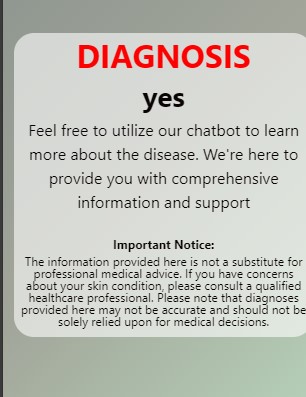 DIAGNOSIS
yes
Feel free to utilize our chatbot to learn
more about the disease. We're here to
provide you with comprehensive
information and support
Important Notice:
The information provided here is not a substitute for
professional medical advice. If you have concerns
about your skin condition, please consult a qualified
healthcare professional. Please note that diagnoses
provided here may not be accurate and should not be
solely relied upon for medical decisions.